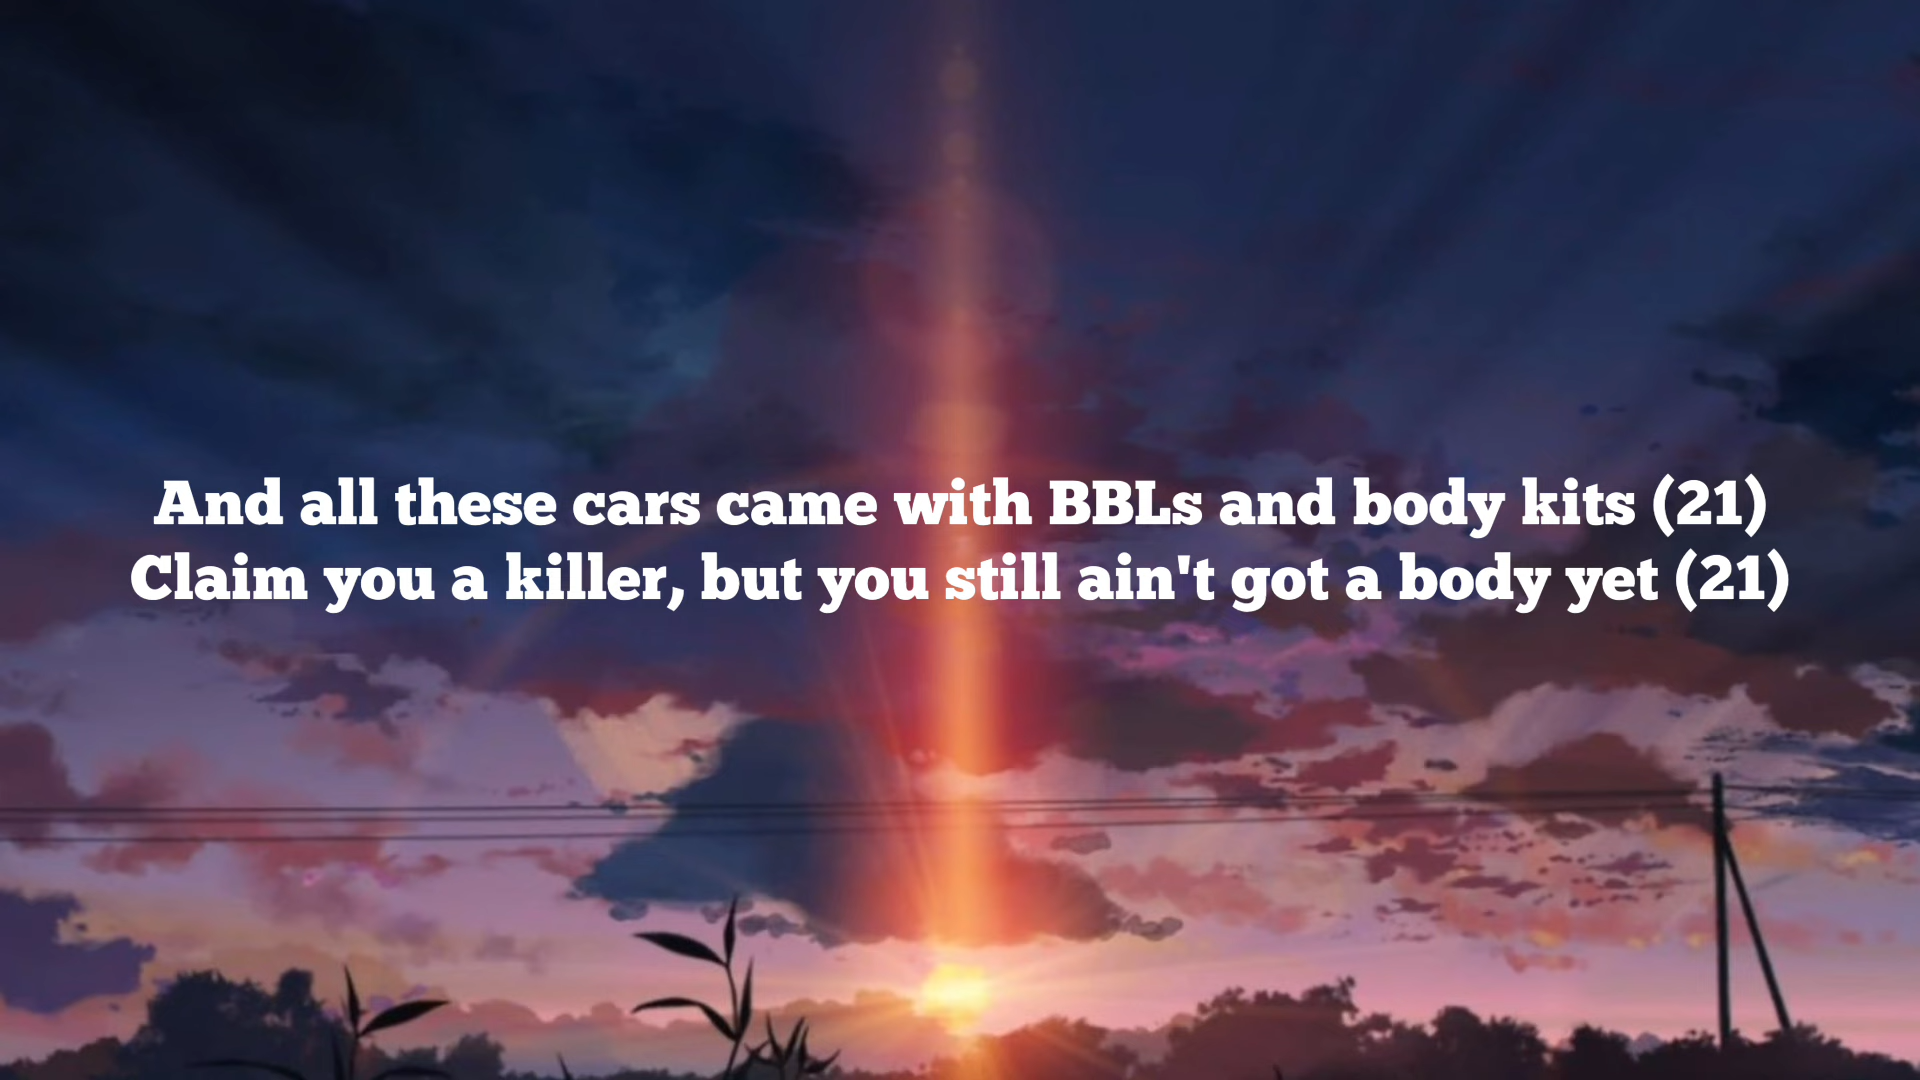 And all these cars came with BBLs and body kits (21)
Claim you a killer, but you still ain't got a body yet (21)